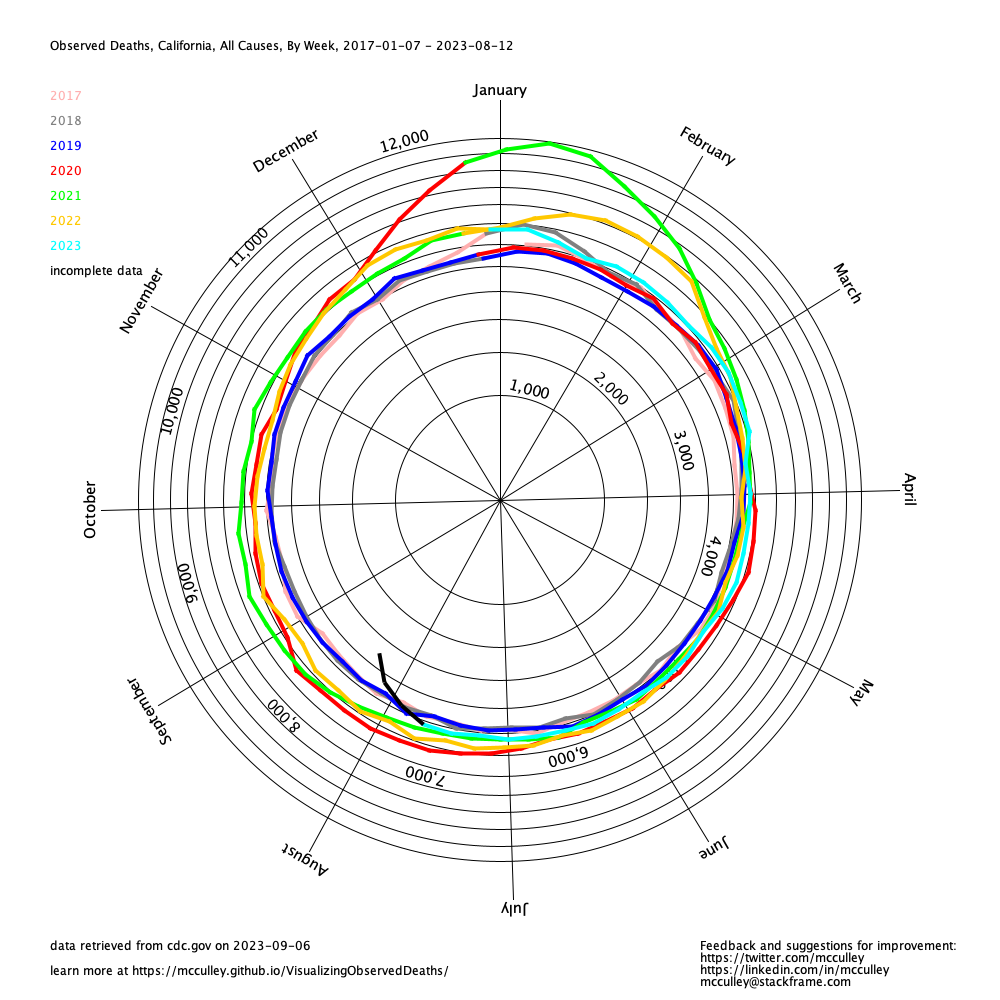 Observed Deaths, California, All Causes, By Week, 2017-01-07 - 2023-08-12
2017
2018
2019
2020
2021
2022
2023
incomplete data
January
February
March
April
May
June
July
August
September
October
November
December
1,000
2,000
3,000
4,000
6,000
7,000
8,000
9,000
10,000
11,000
12,000
data retrieved from cdc.gov on 2023-09-06
learn more at https://mcculley.github.io/VisualizingObservedDeaths/
Feedback and suggestions for improvement:
https://twitter.com/mcculley
https://linkedin.com/in/mcculley
mcculley@stackframe.com